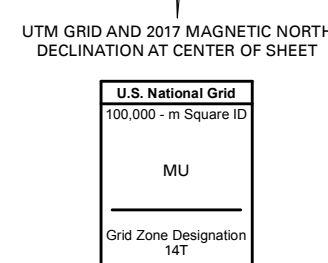 UTM GRID AND 2017 MAGNETIC NORTH
DECLINATION AT CENTER OF SHEET
U.S. National Grid
100,000 - m Square ID
MU
Grid Zone Designation
14T